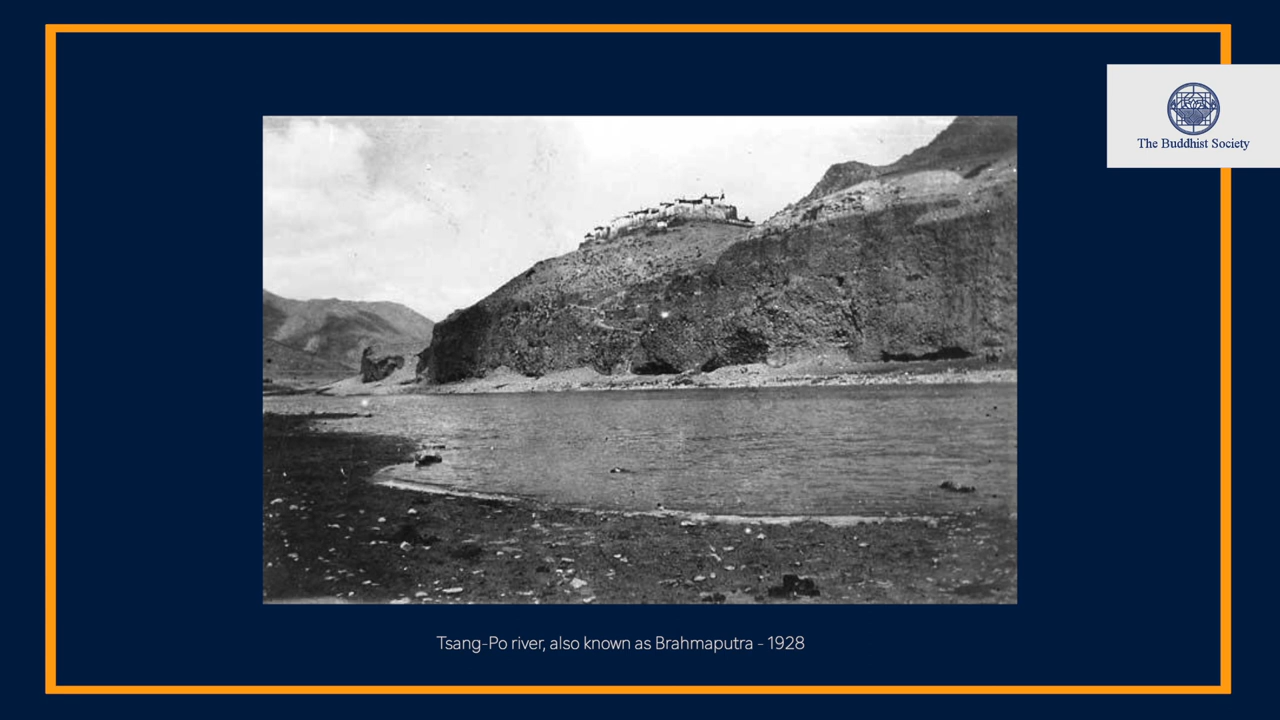 The Buddhist Society
Tsang-Po river, also known as Brahmaputra - 1928